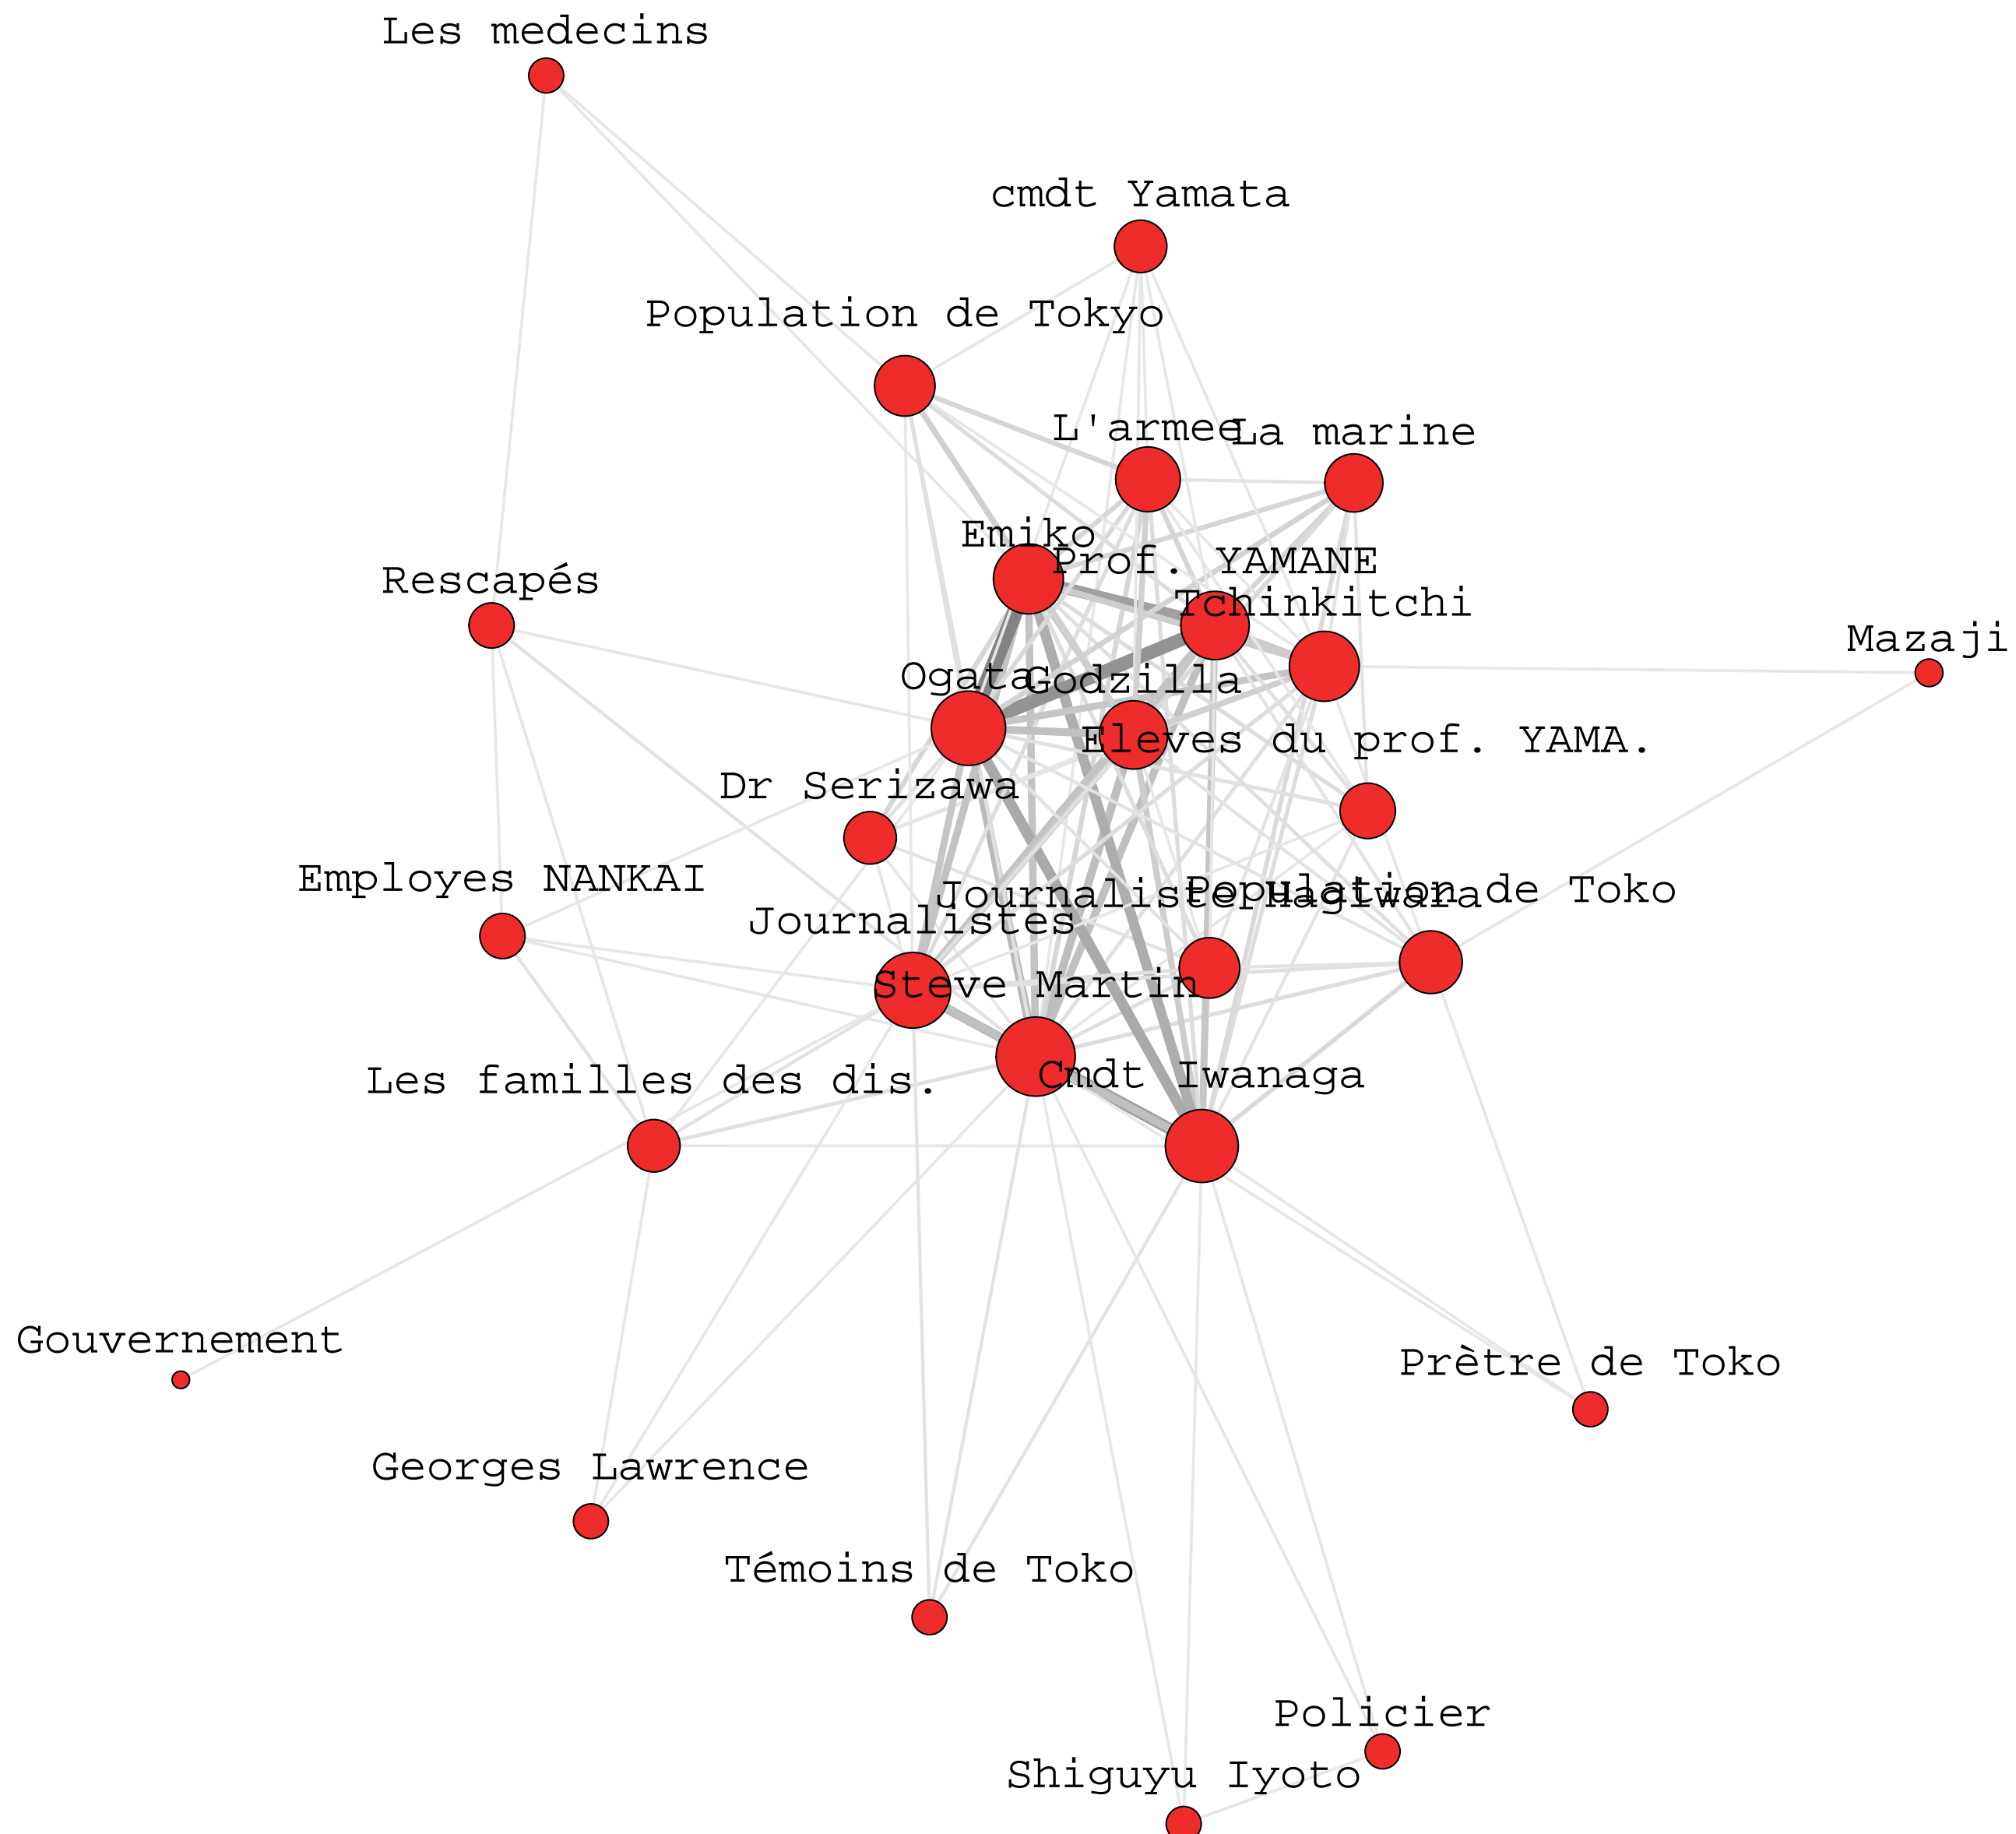 Les medecins
cmdt Yamata
Population de Tokyo
L'armee
La marine
Emiko
Prof. YAMANE
Rescapés
Tchinkitchi
Mazaji
Ogata
Godzilla
Eleves du prof. YAMA.
Dr Serizawa
Employes NANKAI
Journaliste Hagiwara
Population de Toko
Journalistes
Steve Martin
Cmdt Iwanaga
Les familles des dis.
Gouvernement
Prètre de Toko
Georges Lawrence
Témoins de Toko
Policier
Shiguyu Iyoto